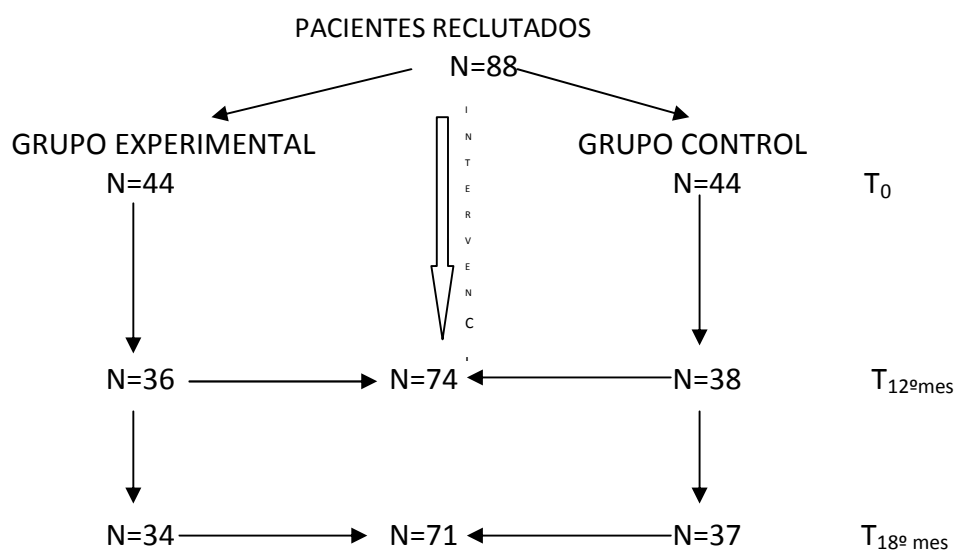 PACIENTES RECLUTADOS
N=88
GRUPO EXPERIMENTAL GRUPO CONTROL
N=44 N=44 T0
I
N
T
E
R
V
E
N
C
N=36 N=74 N=38 T12ºmes
N=34 N=71 N=37 T18º mes